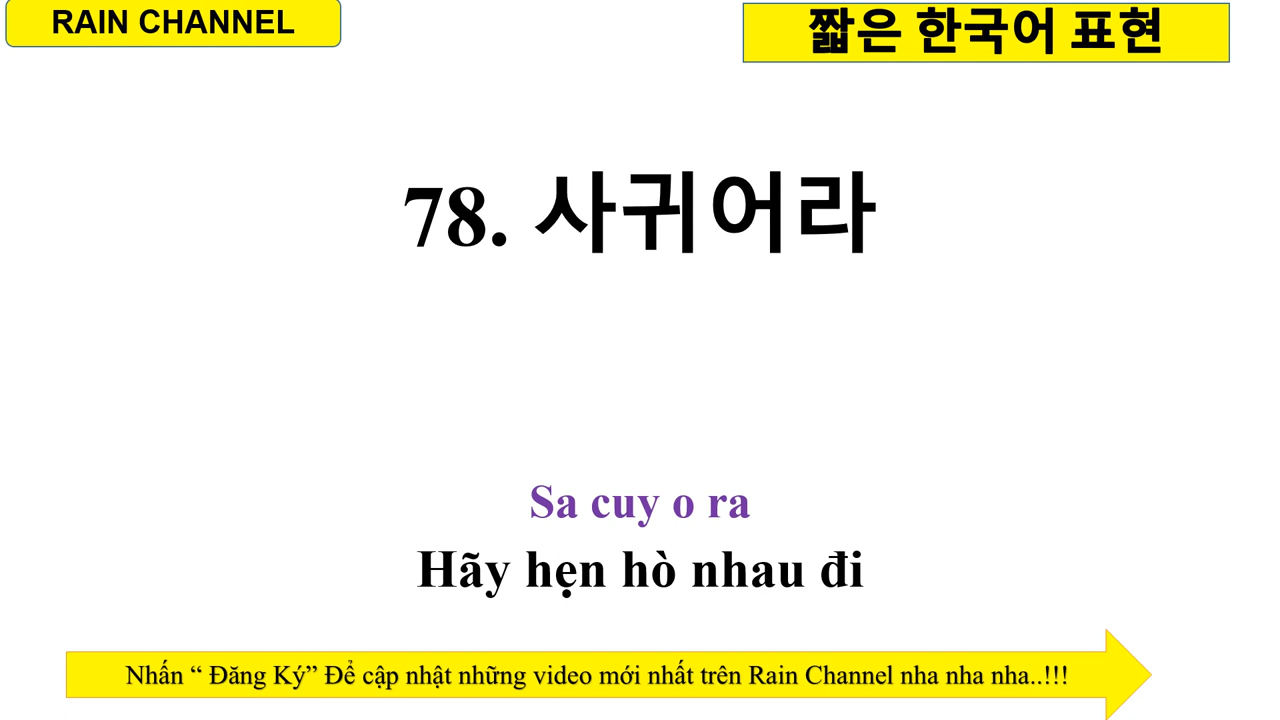 RAIN CHANNEL
짧은 한국어 표현
78. 사귀어라
Sa cuy o ra
Hãy hẹn hò nhau đi
Nhấn “ Đăng Ký” Để cập nhật những video mới nhất trên Rain Channel nha nha nha..!!!